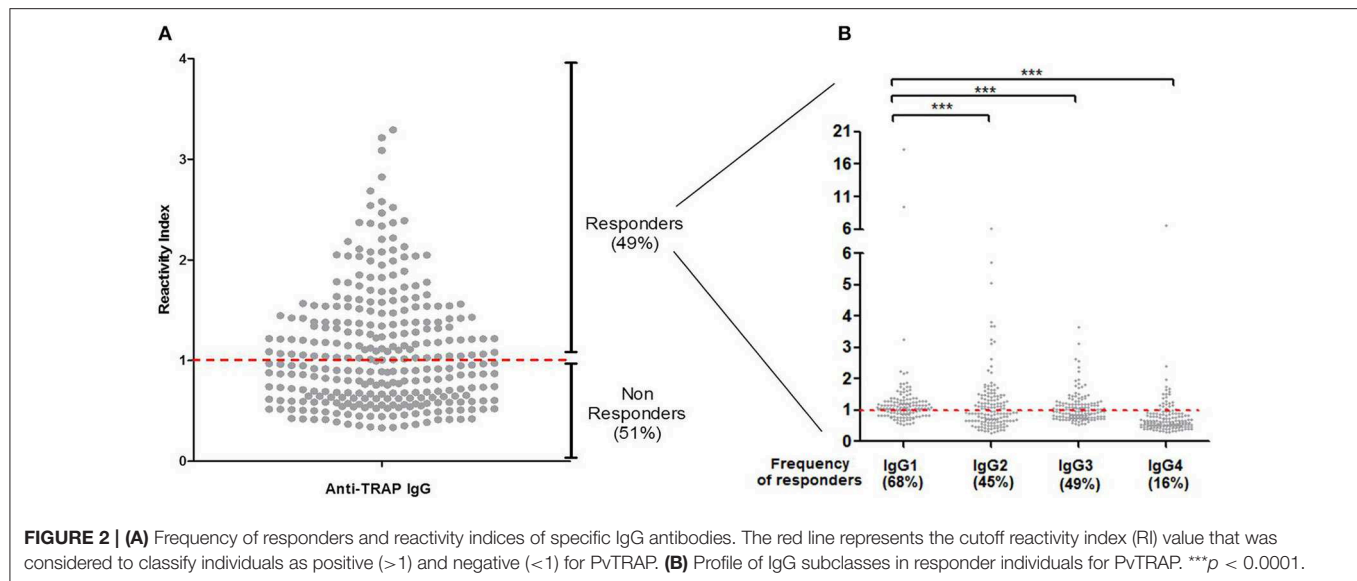 A
4
3
2
1
0
Reactivity Index
Anti-TRAP IgG
Responders
(49%)
Non
Responders
(51%)
B
***
***
***
21
16
11
6
6
5
4
3
2
1
0
Frequency
of responders
IgG1
(68%)
IgG2
(45%)
IgG3
(49%)
IgG4
(16%)
FIGURE 2 | (A) Frequency of responders and reactivity indices of specific IgG antibodies. The red line represents the cutoff reactivity index (RI) value that was
considered to classify individuals as positive (>1) and negative (<1) for PvTRAP. (B) Profile of IgG subclasses in responder individuals for PvTRAP. ***p < 0.0001.